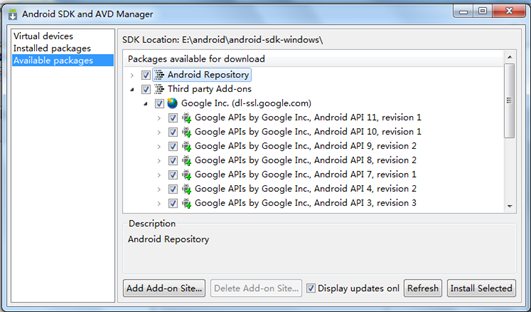 Android SDK and AVD Manager
Virtual devices
Installed packages
Available packages
SDK Location: E:\android\android-sdk-windows\
Packages available for download
Android Repository
Third party Add-ons
Google Inc. (dl-ssl.google.com)
Google APIs by Google Inc., Android API 11, revision 1
Google APIs by Google Inc., Android API 10, revision 1
Google APIs by Google Inc., Android API 9, revision 2
Google APIs by Google Inc., Android API 8, revision 2
Google APIs by Google Inc., Android API 7, revision 1
Google APIs by Google Inc., Android API 4, revision 2
Google APIs by Google Inc., Android API 3, revision 3
Description
Android Repository
Add Add-on Site... Delete Add-on Site... Display updates onl Refresh Install Selected